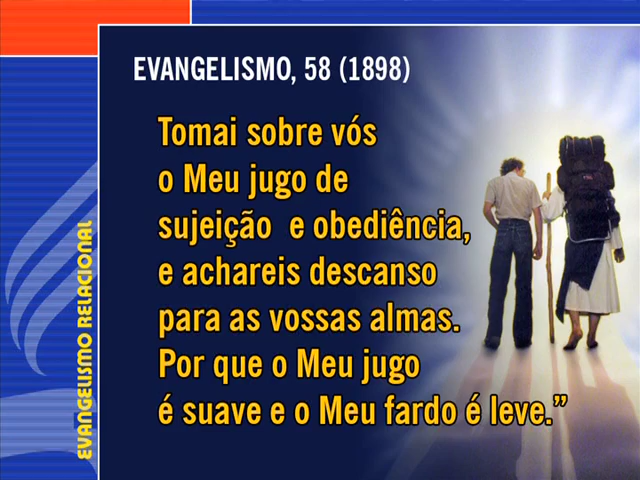 EVANGELISMO, 58 (1898)
Tomai sobre vós
o Meu jugo de
sujeição  e obediência,
e achareis descanso
para as vossas almas.
Por que o Meu jugo
é suave e o Meu fardo é leve.”
EVANGELISMO RELACIONAL